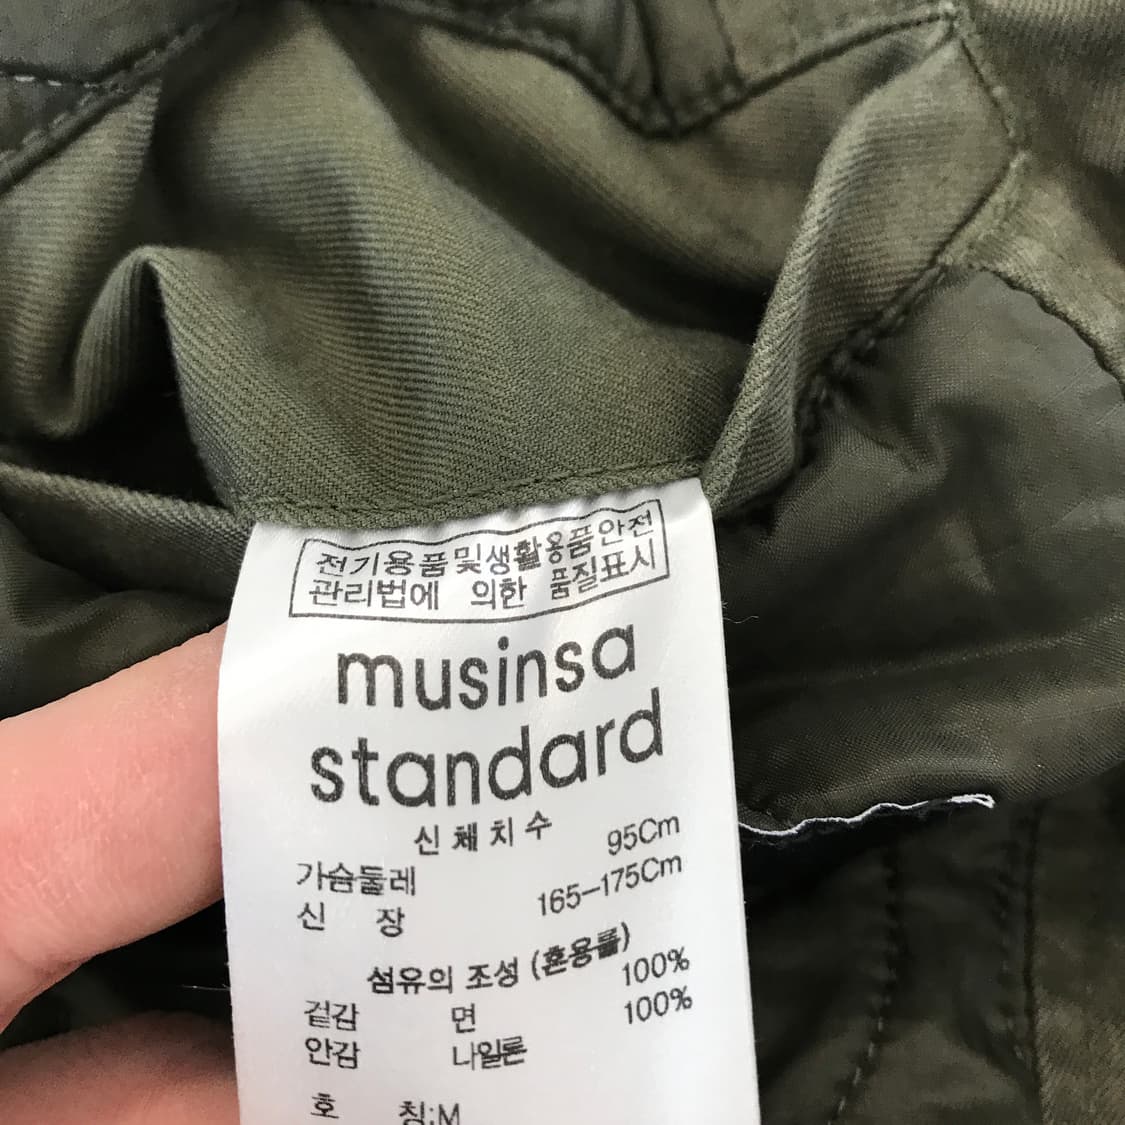 전기용품및생활용품안전
관리법에 의한 품질표시
musinsa
standard
신체치수
가슴둘레 95Cm
신 장 165-175Cm
섬유의 조성 (혼용률)
겉감 면 100%
안감 나일론 100%
호 칭:M